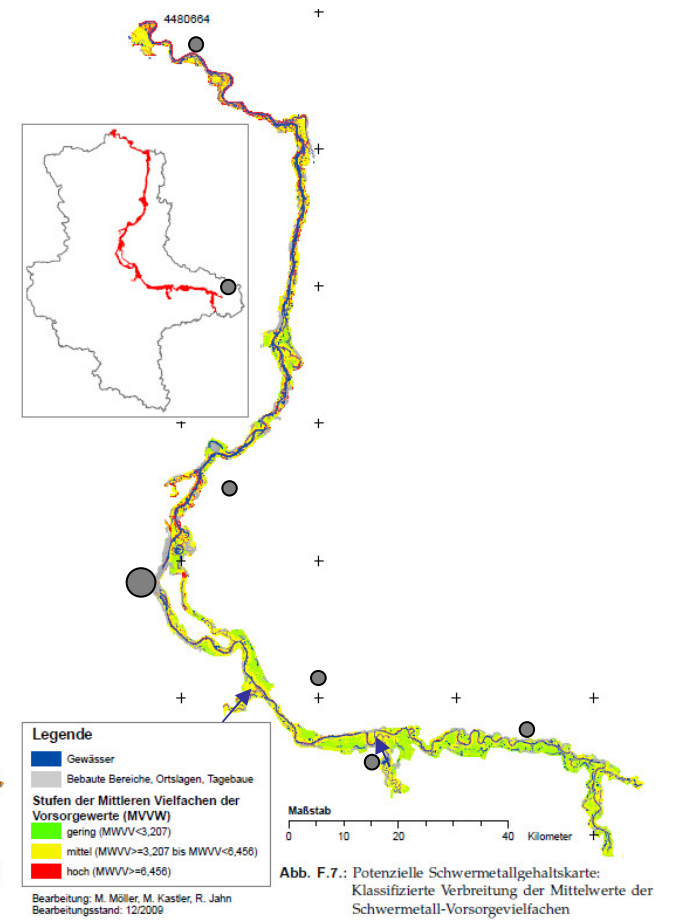 4480664
Legende
Gewässer
Bebaute Bereiche, Ortslagen, Tagebaue
Stufen der Mittleren Vielfachen der
Vorsorgewerte (MVVW)
gering (MWVV<3,207)
mittel (MWVV>=3,207 bis MWVV<6,456)
hoch (MWVV>=6,456)
Bearbeitung: M. Möller, M. Kastler, R. Jahn
Bearbeitungsstand: 12/2009
Maßstab
0 10 20 40 Kilometer
Abb. F.7.: Potenzielle Schwermetallgehaltskarte:
Klassifizierte Verbreitung der Mittelwerte der
Schwermetall-Vorsorgevielfachen